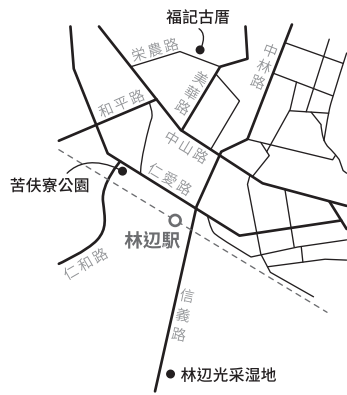 福記古厝
栄農路
中林路
美華路
和平路
中山路
仁愛路
苦伕寮公園
林辺駅
仁和路
信義路
林辺光采湿地